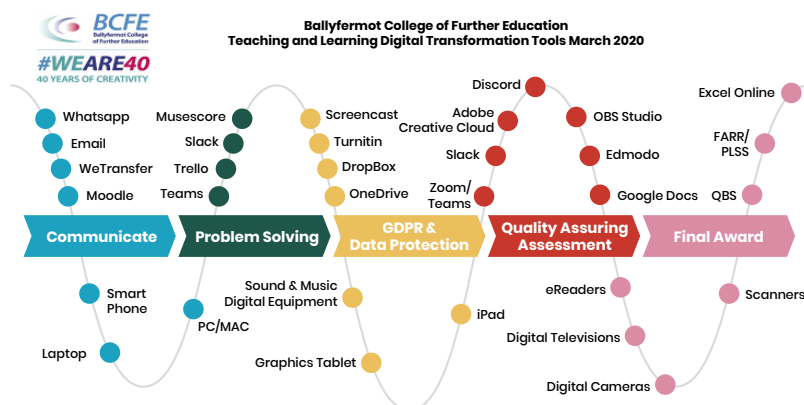 BCFE
Ballyfermot College
of Further Education
#WEARE40
40 YEARS OF CREATIVITY
Ballyfermot College of Further Education
Teaching and Learning Digital Transformation Tools March 2020
Whatsapp
Email
WeTransfer
Moodle
Musescore
Slack
Trello
Teams
Screencast
Turnitin
DropBox
OneDrive
Discord
Adobe
Creative Cloud
Slack
Zoom/
Teams
OBS Studio
Edmodo
Google Docs
Excel Online
FARR/
PLSS
QBS
Communicate
Problem Solving
GDPR &
Data Protection
Quality Assuring
Assessment
Final Award
Smart
Phone
Laptop
PC/MAC
Sound & Music
Digital Equipment
Graphics Tablet
iPad
eReaders
Digital Televisions
Digital Cameras
Scanners